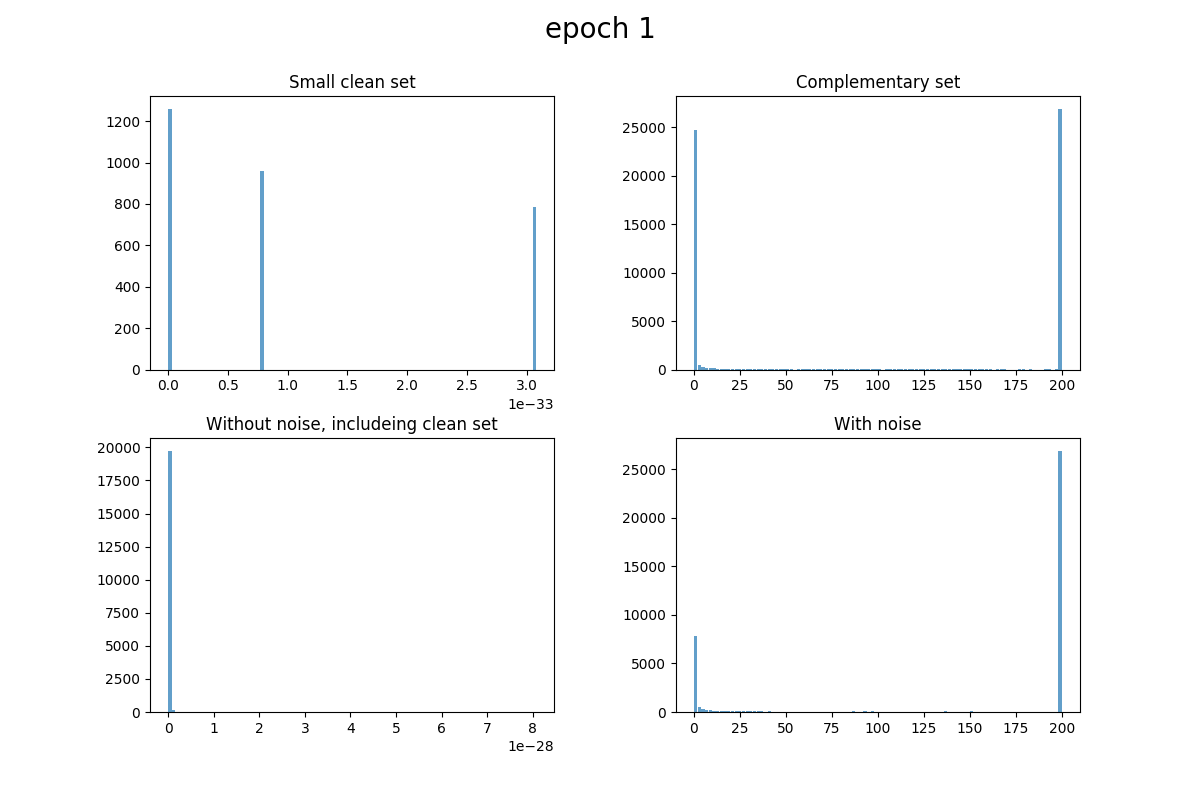 epoch 1
Small clean set
1200
1000
800
600
400
200
0
0.0 0.5 1.0 1.5 2.0 2.5 3.0
1e−33
Complementary set
25000
20000
15000
10000
5000
0
0 25 50 75 100 125 150 175 200
Without noise, includeing clean set
20000
17500
15000
12500
10000
7500
5000
2500
0
0 1 2 3 4 5 6 7 8
1e−28
With noise
25000
20000
15000
10000
5000
0
0 25 50 75 100 125 150 175 200